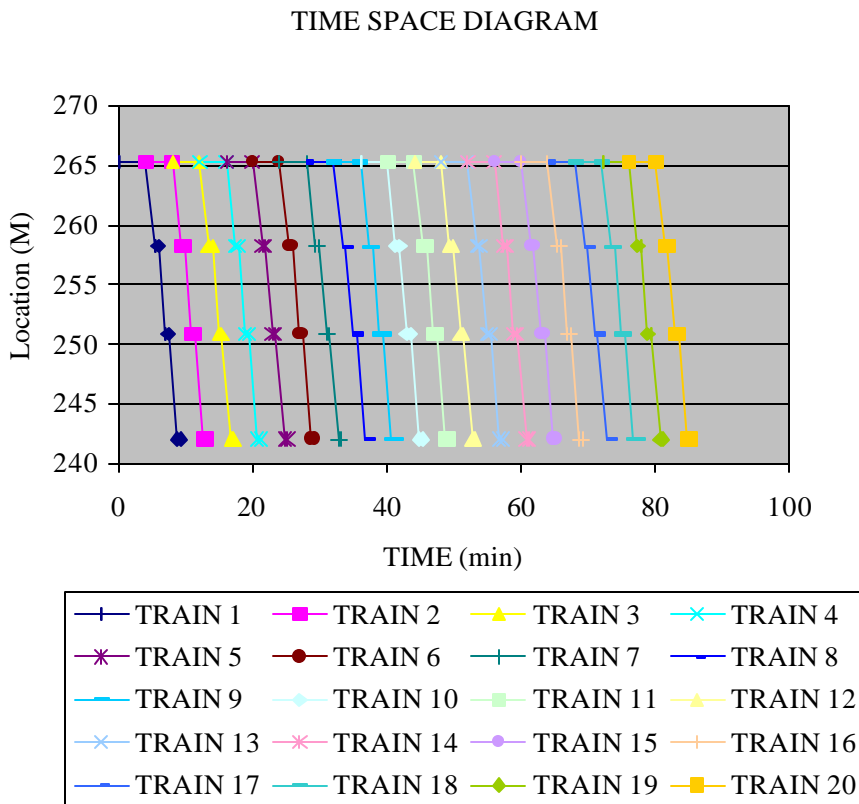 TIME SPACE DIAGRAM
270
265
260
255
250
245
240
Location (M)
0 20 40 60 80 100
TIME (min)
TRAIN 1 TRAIN 2 TRAIN 3 TRAIN 4
TRAIN 5 TRAIN 6 TRAIN 7 TRAIN 8
TRAIN 9 TRAIN 10 TRAIN 11 TRAIN 12
TRAIN 13 TRAIN 14 TRAIN 15 TRAIN 16
TRAIN 17 TRAIN 18 TRAIN 19 TRAIN 20